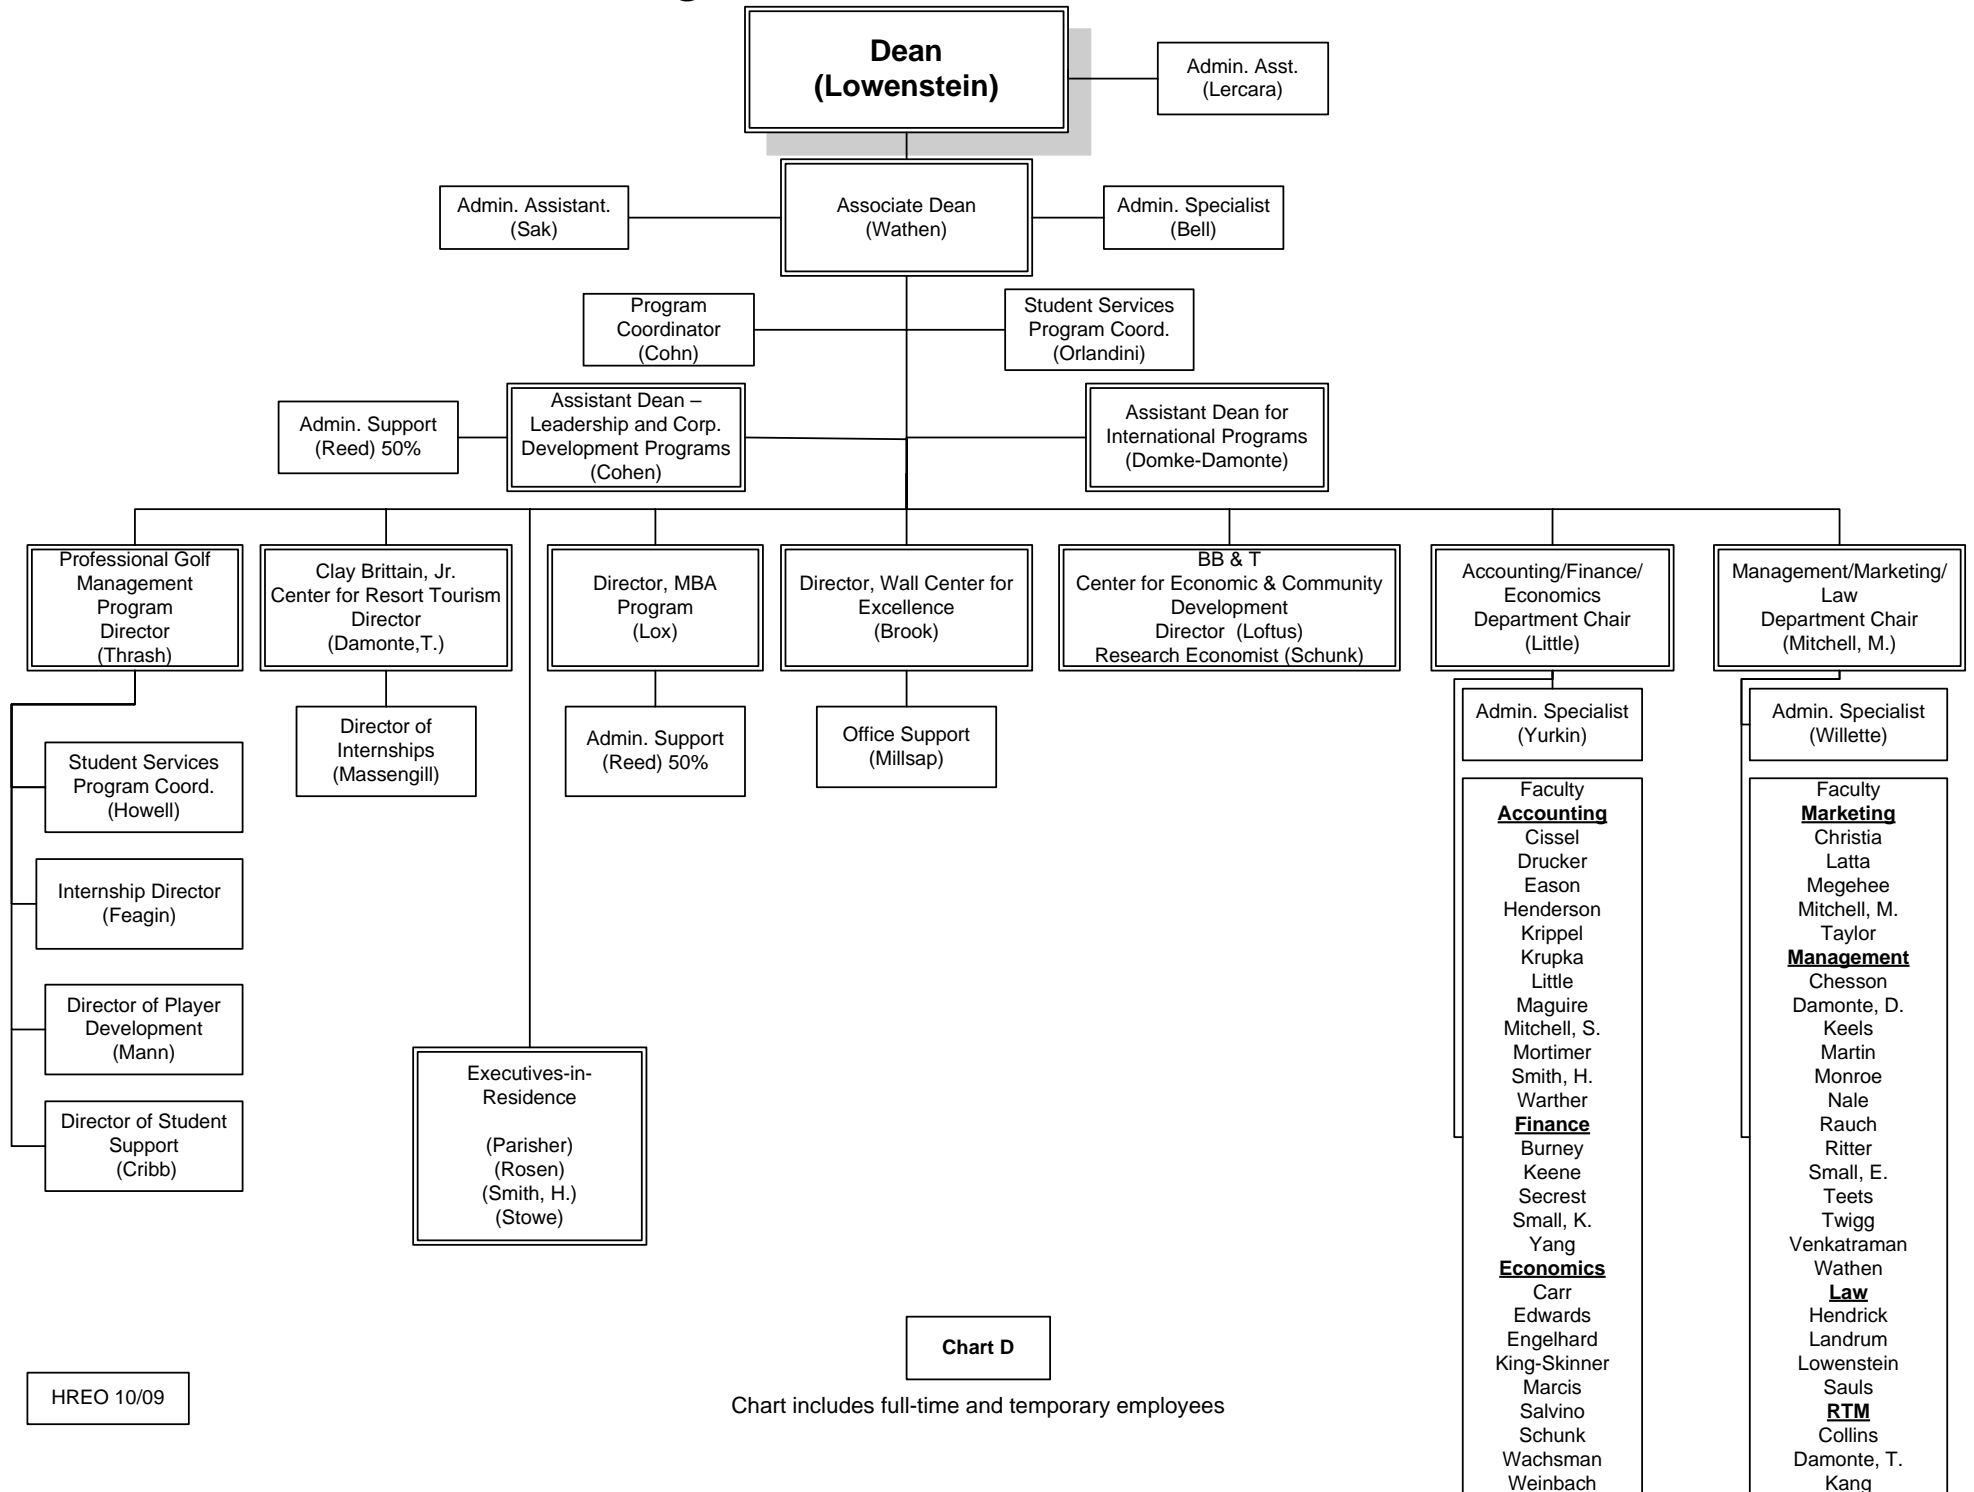 Dean
(Lowenstein)
Admin. Asst.
(Lercara)
Admin. Assistant.
(Sak)
Associate Dean
(Wathen)
Admin. Specialist
(Bell)
Program
Coordinator
(Cohn)
Student Services
Program Coord.
(Orlandini)
Admin. Support
(Reed) 50%
Assistant Dean –
Leadership and Corp.
Development Programs
(Cohen)
Assistant Dean for
International Programs
(Domke-Damonte)
Professional Golf
Management
Program
Director
(Thrash)
Clay Brittain, Jr.
Center for Resort Tourism
Director
(Damonte,T.)
Director, MBA
Program
(Lox)
Director, Wall Center for
Excellence
(Brook)
BB & T
Center for Economic & Community
Development
Director (Loftus)
Research Economist (Schunk)
Accounting/Finance/
Economics
Department Chair
(Little)
Management/Marketing/
Law
Department Chair
(Mitchell, M.)
Student Services
Program Coord.
(Howell)
Internship Director
(Feagin)
Director of Player
Development
(Mann)
Director of Student
Support
(Cribb)
Director of
Internships
(Massengill)
Executives-in-
Residence
(Parisher)
(Rosen)
(Smith, H.)
(Stowe)
Admin. Support
(Reed) 50%
Office Support
(Millsap)
Admin. Specialist
(Yurkin)
Faculty
Accounting
Cissel
Drucker
Eason
Henderson
Krippel
Krupka
Little
Maguire
Mitchell, S.
Mortimer
Smith, H.
Warther
Finance
Burney
Keene
Secrest
Small, K.
Yang
Economics
Carr
Edwards
Engelhard
King-Skinner
Marcis
Salvino
Schunk
Wachsman
Weinbach
Admin. Specialist
(Willette)
Faculty
Marketing
Christia
Latta
Megehee
Mitchell, M.
Taylor
Management
Chesson
Damonte, D.
Keels
Martin
Monroe
Nale
Rauch
Ritter
Small, E.
Teets
Twigg
Venkatraman
Wathen
Law
Hendrick
Landrum
Lowenstein
Sauls
RTM
Collins
Damonte, T.
Kang
Chart D
Chart includes full-time and temporary employees
HREO 10/09